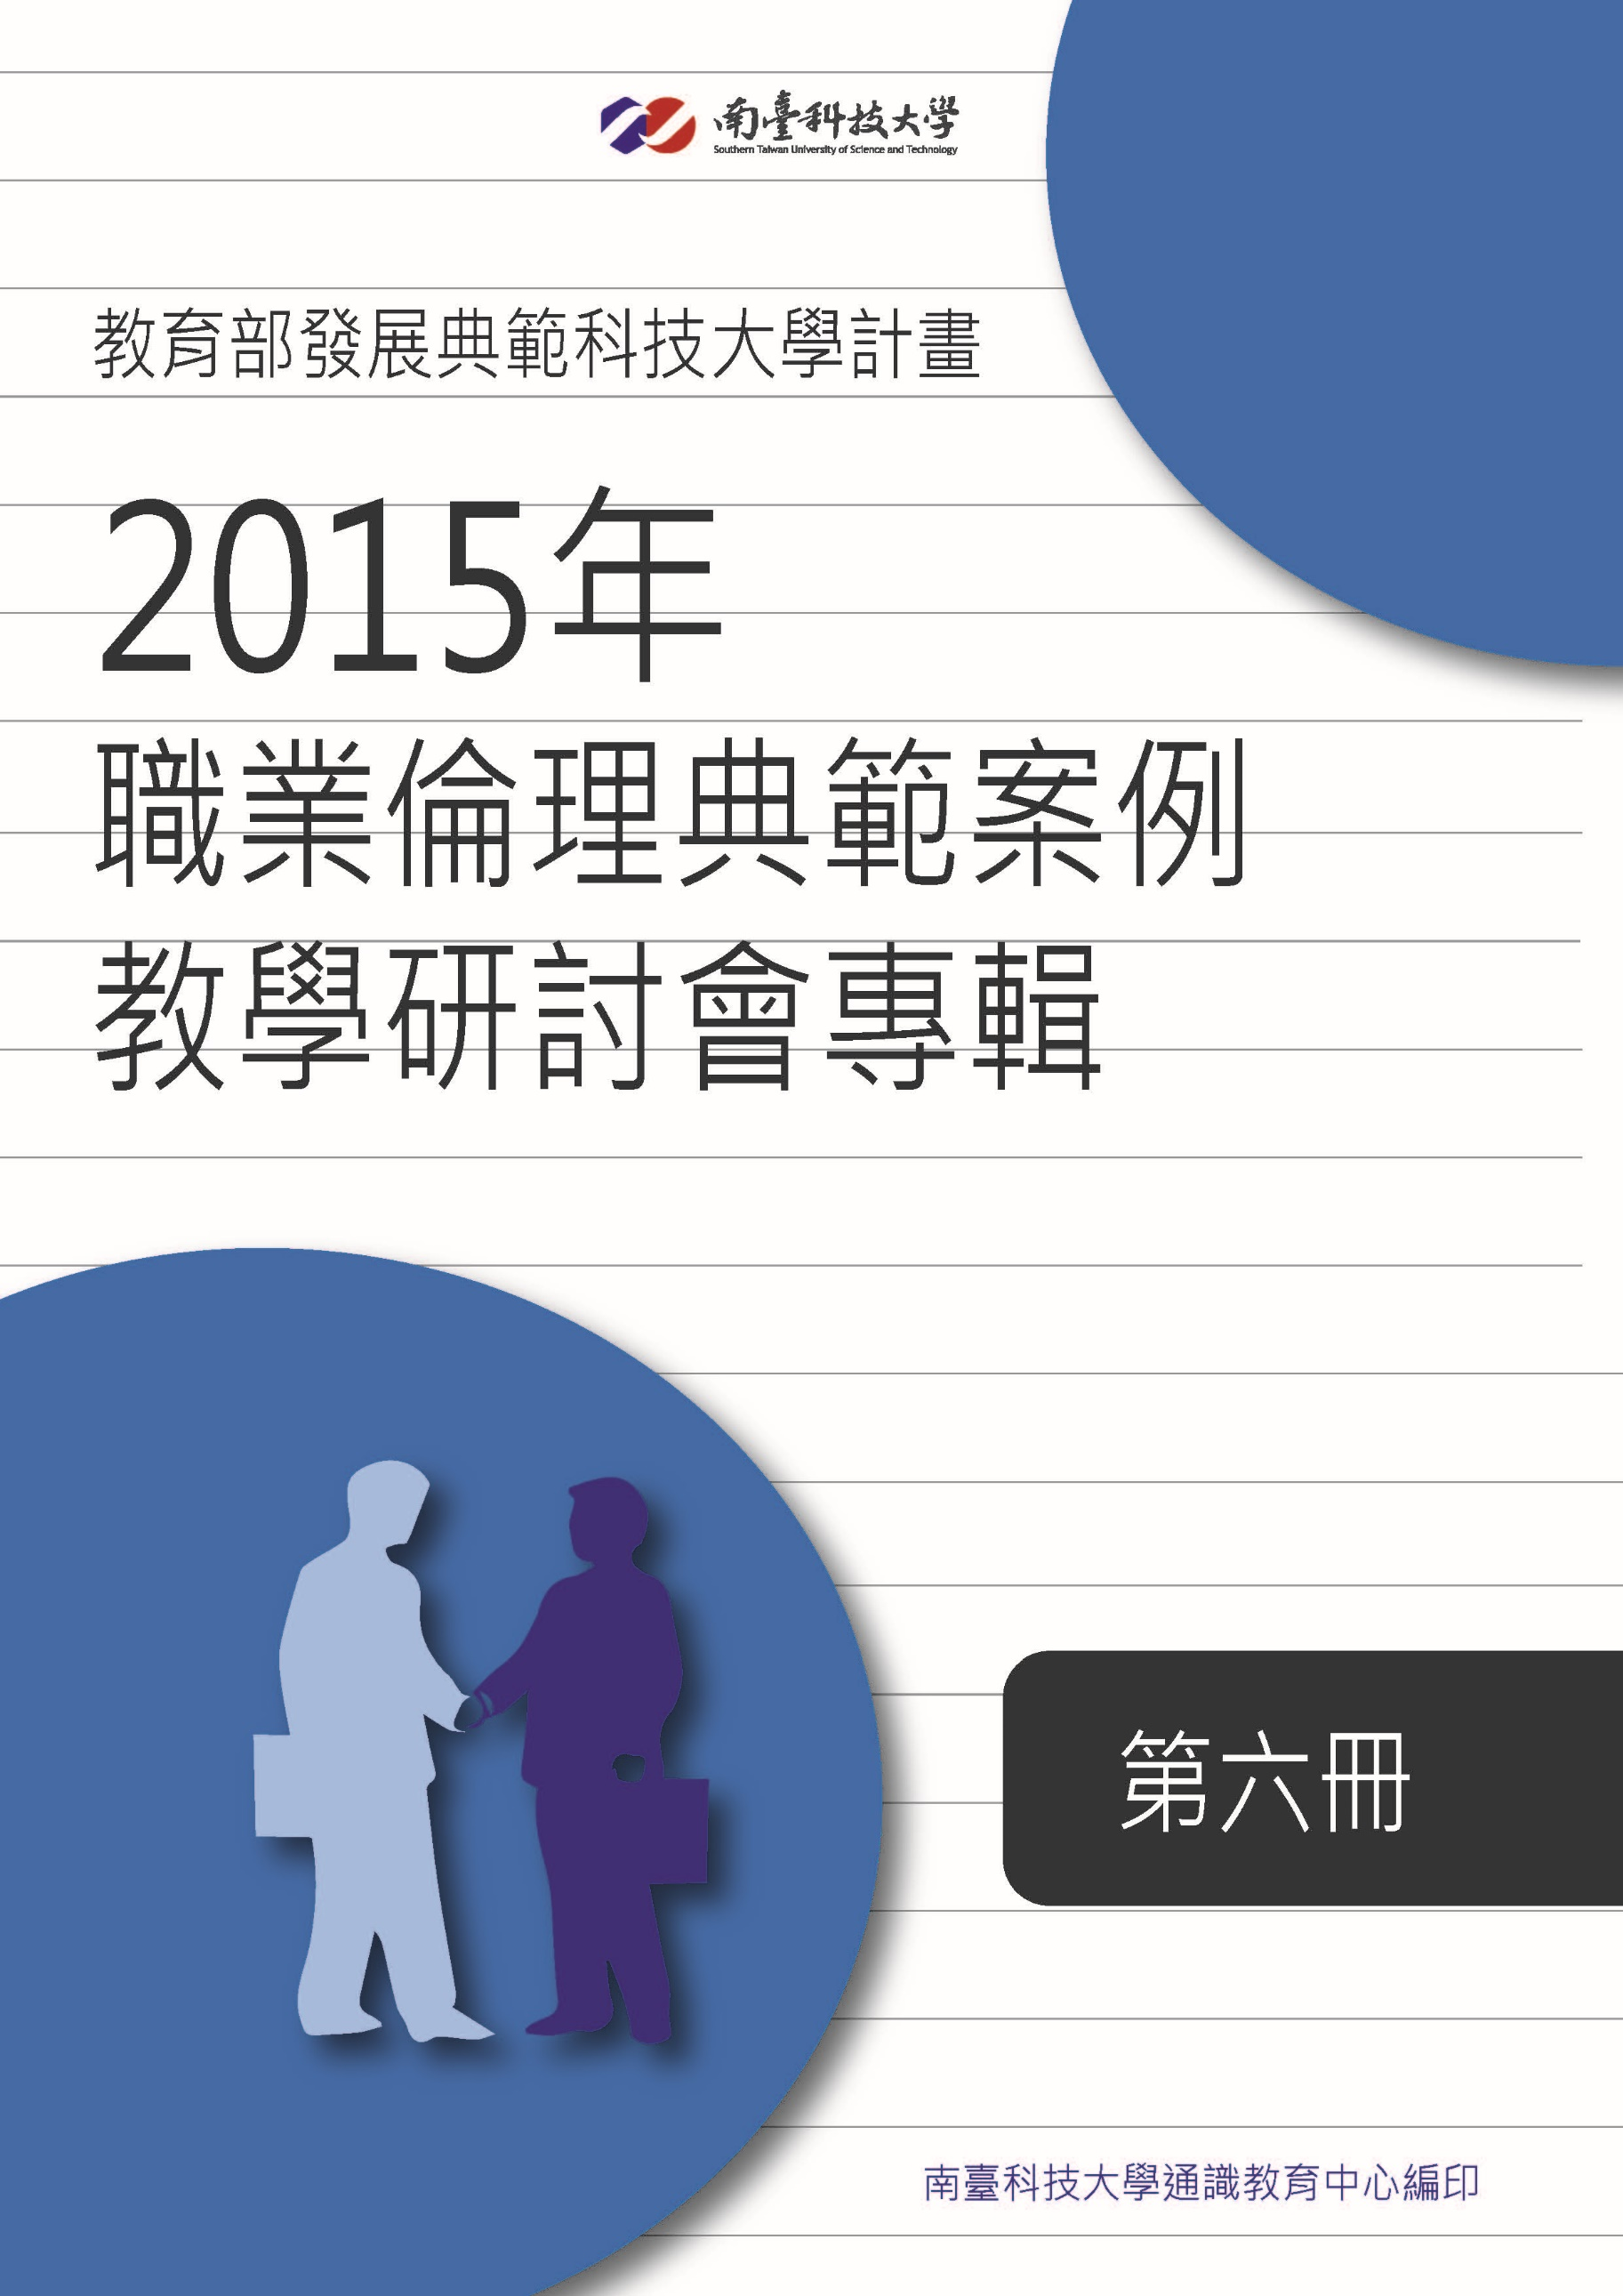 南臺科技大學
Southern Taiwan University of Science and Technology
教育部發展典範科技大學計畫
2015年
職業倫理典範案例
教學研討會專輯
第六冊
南臺科技大學通識教育中心編印